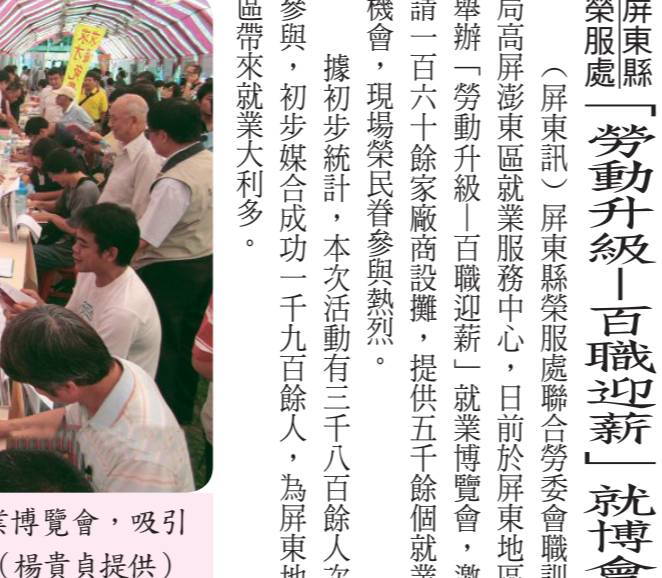 屏東縣
榮服處
「勞動升級－百職迎薪」就博會
（屏東訊）屏東縣榮服處聯合勞委會職訓
局高屏澎東區就業服務中心，日前於屏東地區
舉辦「勞動升級－百職迎薪」就業博覽會，邀
請一百六十餘家廠商設攤，提供五千餘個就業
機會，現場榮民眷參與熱烈。
據初步統計，本次活動有三千八百餘人次
參與，初步媒合成功一千九百餘人，為屏東地
區帶來就業大利多。
業博覽會，吸引
（楊貴貞提供）